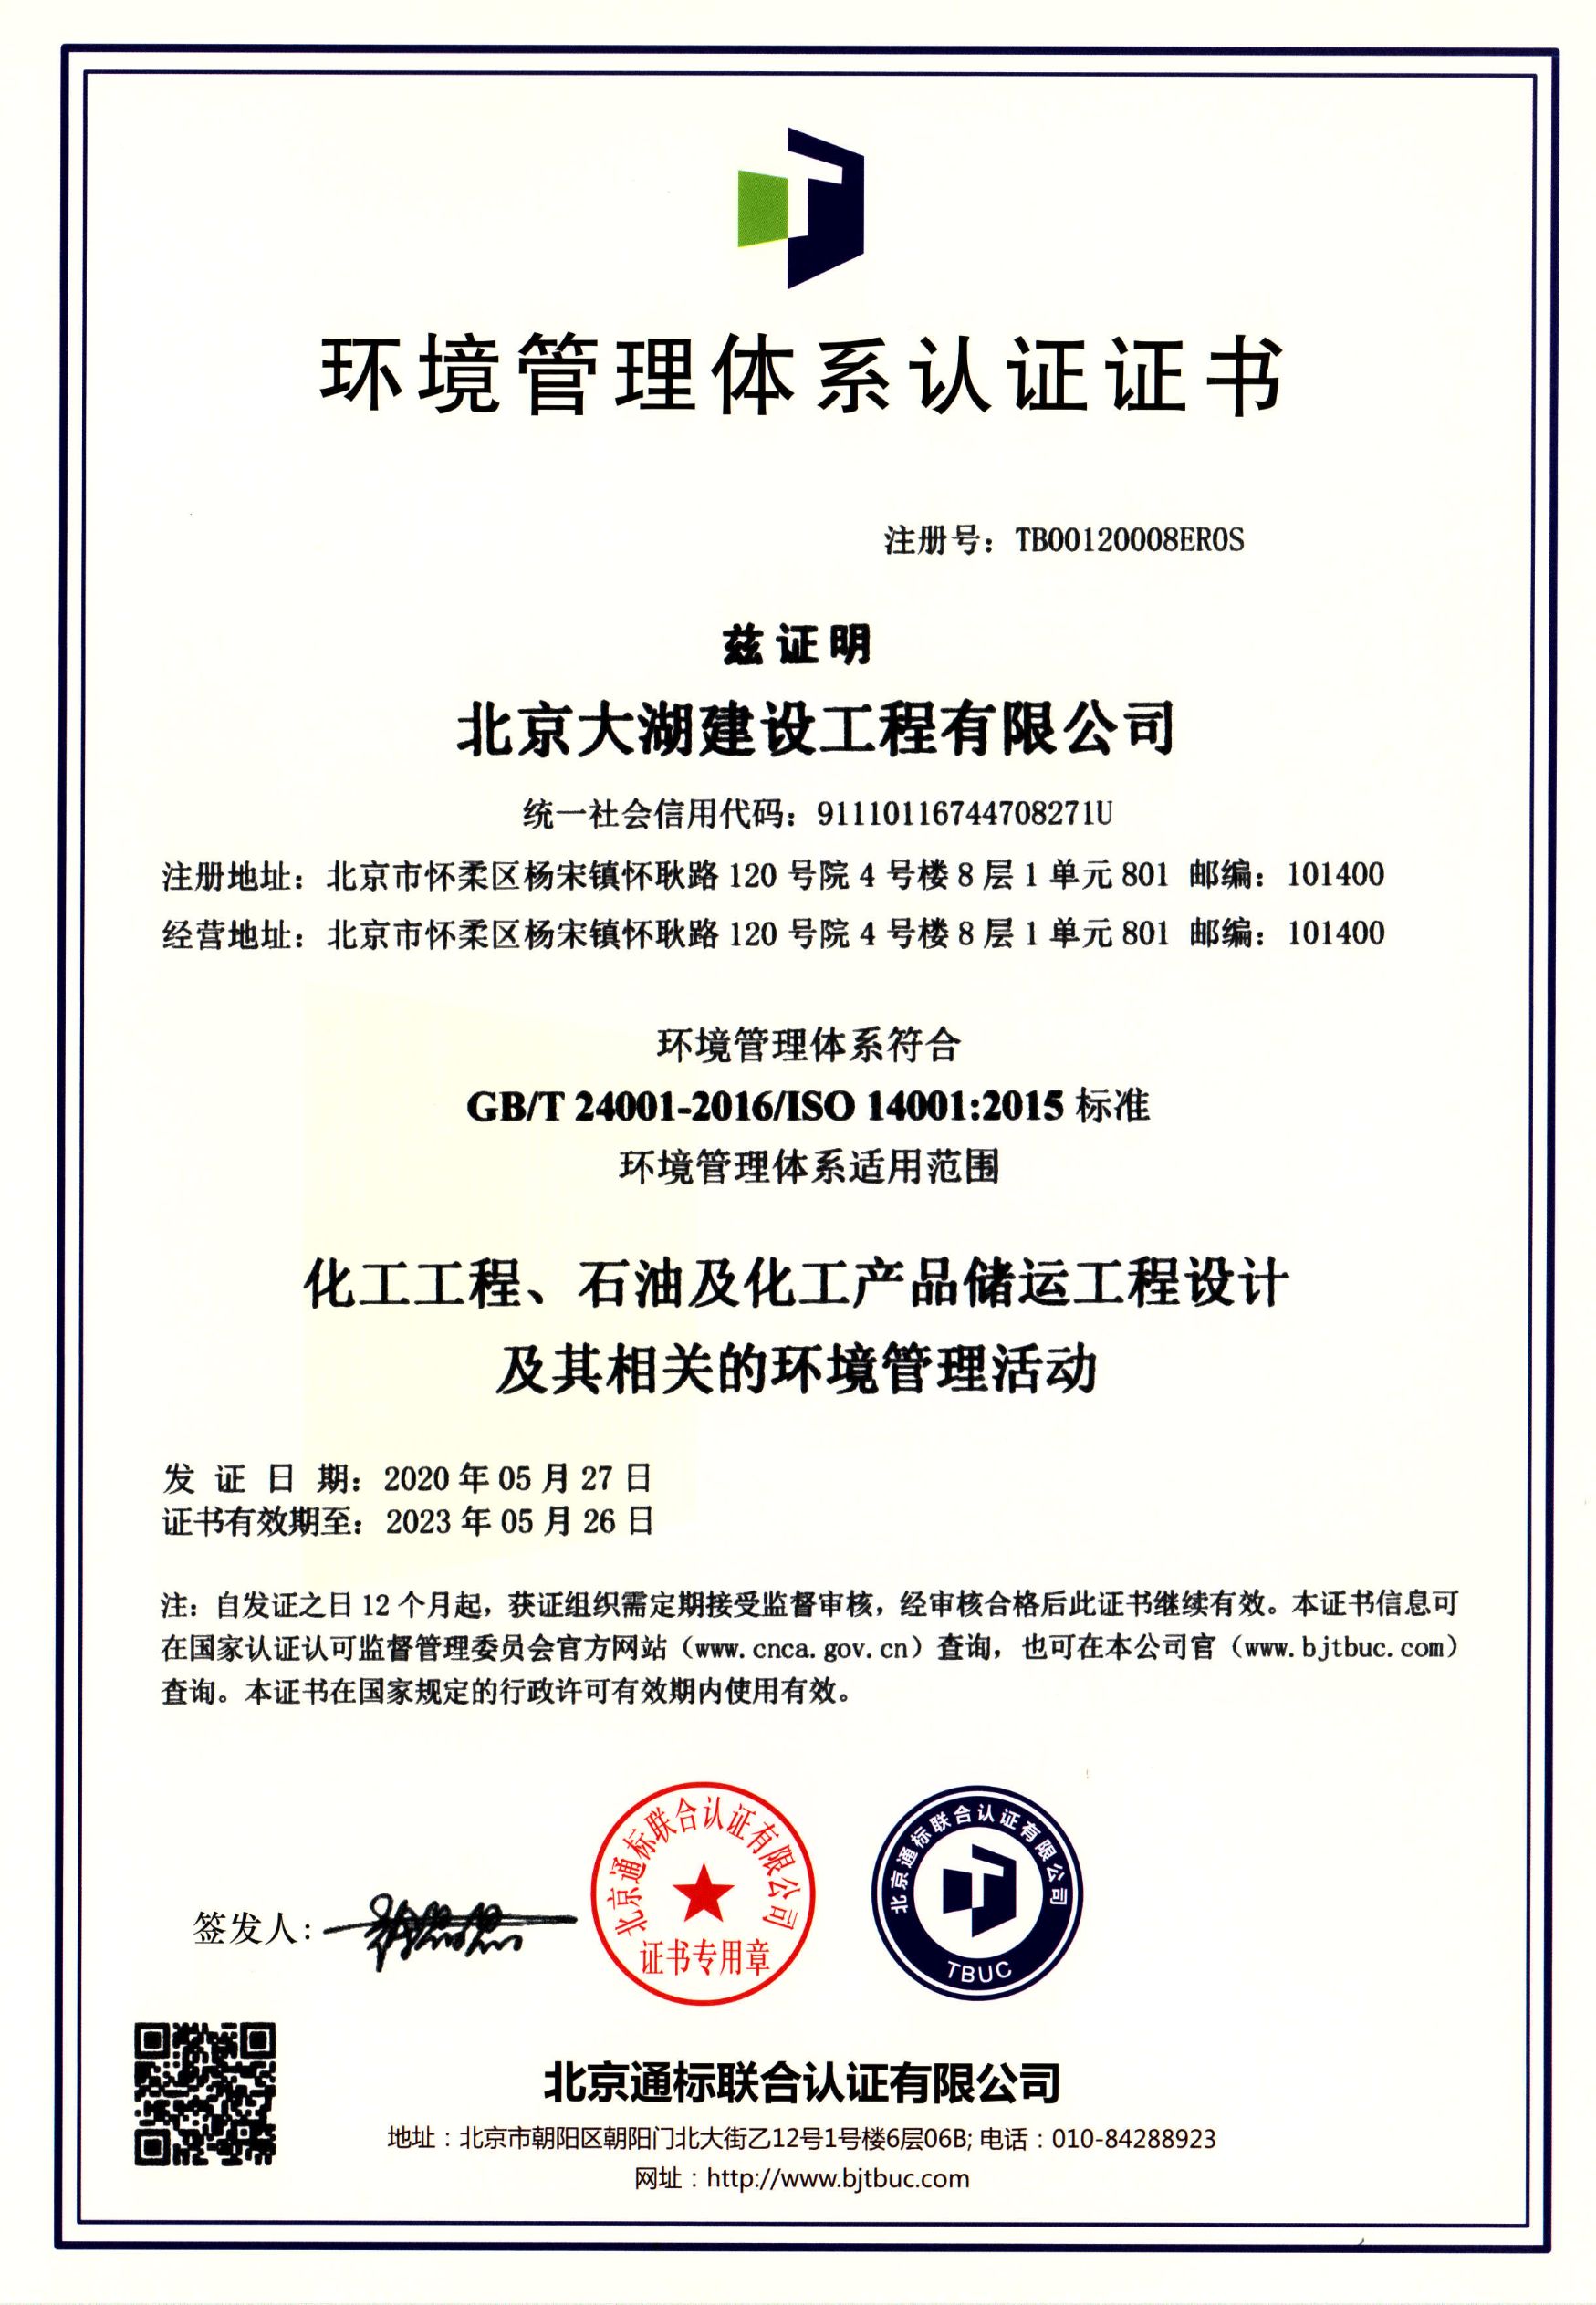 环境管理体系认证证书
注册号：TB00120008ER0S
兹证明
北京大湖建设工程有限公司
统一社会信用代码：91110116744708271U
注册地址：北京市怀柔区杨宋镇怀耿路 120 号院 4 号楼 8 层 1 单元 801 邮编：101400
经营地址：北京市怀柔区杨宋镇怀耿路 120 号院 4 号楼 8 层 1 单元 801 邮编：101400
环境管理体系符合
GB/T 24001-2016/ISO 14001:2015 标准
环境管理体系适用范围
化工工程、石油及化工产品储运工程设计
及其相关的环境管理活动
发 证 日 期：2020 年 05 月 27 日
证书有效期至：2023 年 05 月 26 日
注：自发证之日 12 个月起，获证组织需定期接受监督审核，经审核合格后此证书继续有效。本证书信息可
在国家认证认可监督管理委员会官方网站（www.cnca.gov.cn）查询，也可在本公司官（www.bjtbuc.com）
查询。本证书在国家规定的行政许可有效期内使用有效。
签发人:
北京通标联合认证有限公司
证书专用章
北京通标联合认证有限公司
TBUC
北京通标联合认证有限公司
地址：北京市朝阳区朝阳门北大街乙12号1号楼6层06B; 电话：010-84288923
网址：http://www.bjtbuc.com